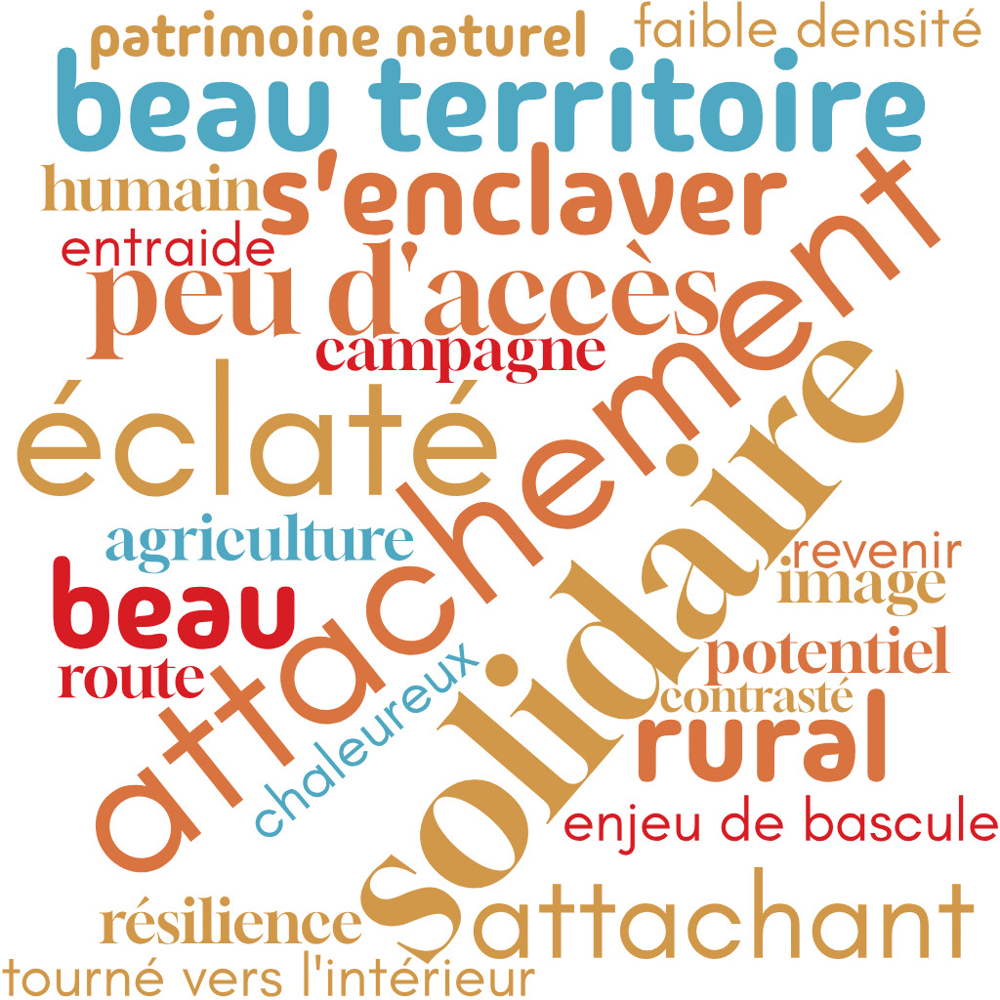 patrimoine naturel
faible densité
beau territoire
humain
s'enclaver
entraide
peu d'accès
campagne
attachement
éclaté
solidaire
agriculture
revenir
image
beau
route
potentiel
chaleureux
contrasté
rural
enjeu de bascule
résilience
attachant
tourné vers l'intérieur